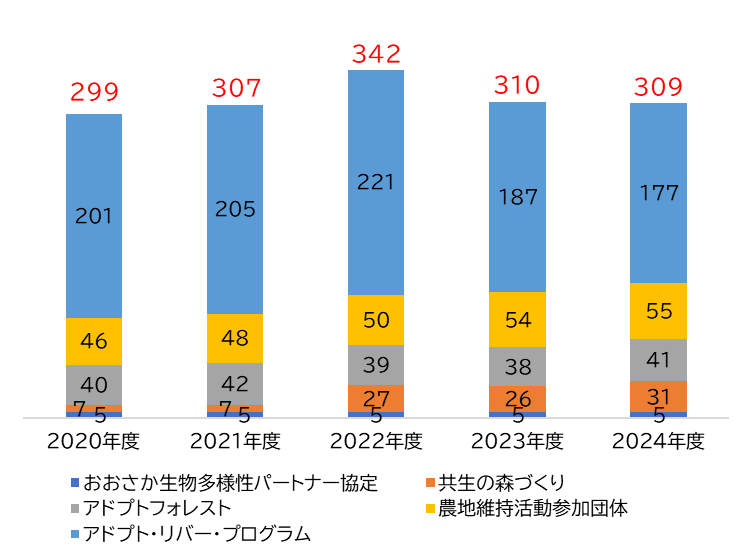 299 307 342 310 309
201 205 221 187 177
46 48 50 54 55
40 42 39 38 41
7 7 27 26 31
5 5 5 5 5
2020年度 2021年度 2022年度 2023年度 2024年度
おおさか生物多様性パートナー協定 共生の森づくり
アドプトフォレスト 農地維持活動参加団体
アドプト・リバー・プログラム